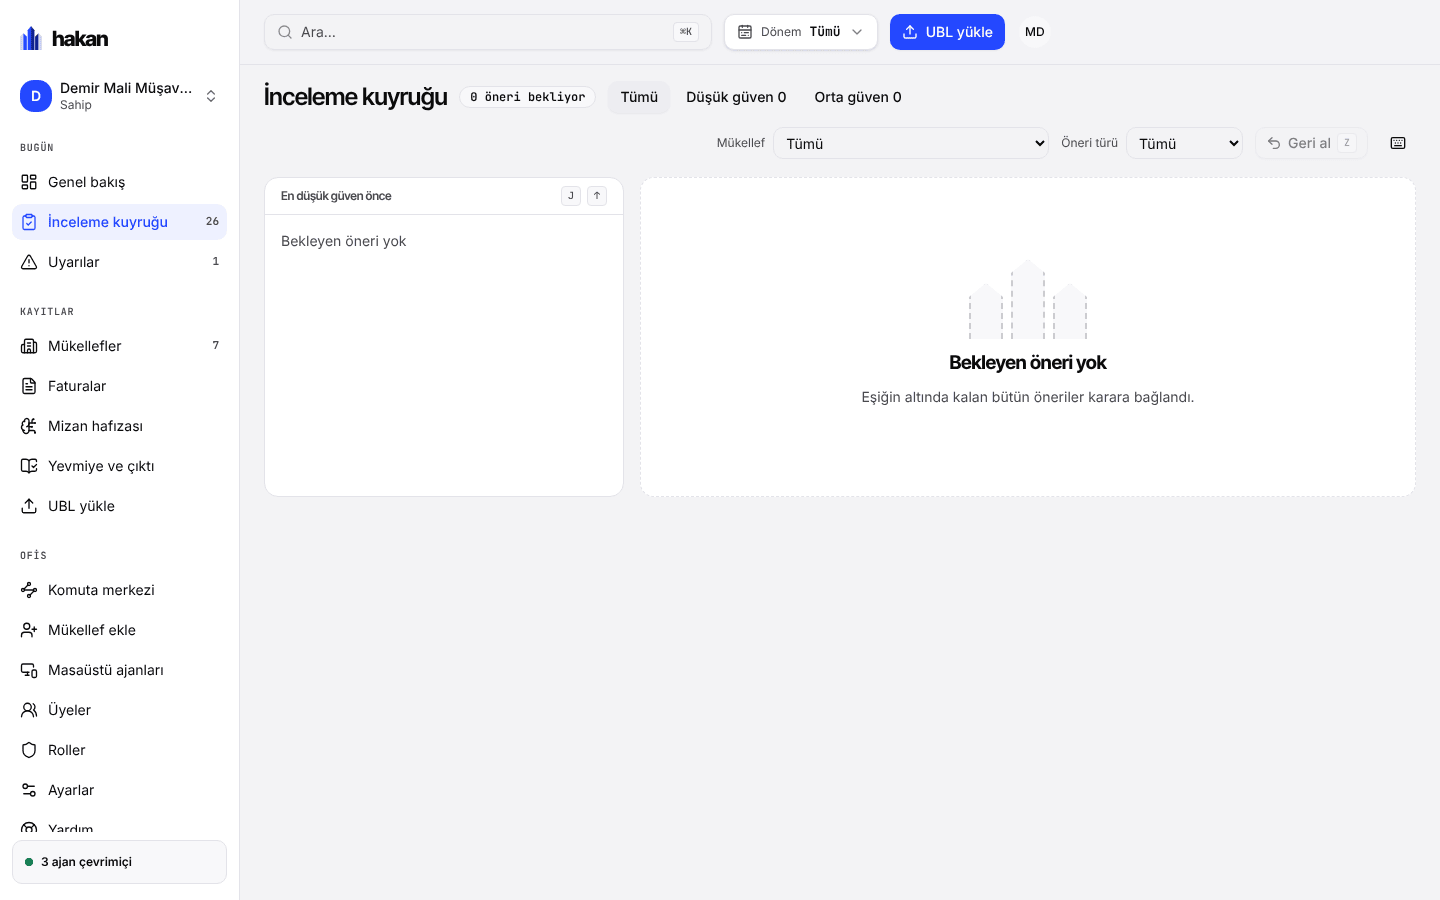 hakan
Ara...
⌘K
Dönem Tümü
UBL yükle
MD
D
Demir Mali Müşav...
Sahip
İnceleme kuyruğu
0 öneri bekliyor
Tümü
Düşük güven 0
Orta güven 0
Mükellef
Tümü
Öneri türü
Tümü
Geri al
Z
BUGÜN
Genel bakış
İnceleme kuyruğu 26
Uyarılar 1
KAYITLAR
Mükellefler 7
Faturalar
Mizan hafızası
Yevmiye ve çıktı
UBL yükle
OFİS
Komuta merkezi
Mükellef ekle
Masaüstü ajanları
Üyeler
Roller
Ayarlar
Yardım
3 ajan çevrimiçi
En düşük güven önce
J ↑
Bekleyen öneri yok
Bekleyen öneri yok
Eşiğin altında kalan bütün öneriler karara bağlandı.